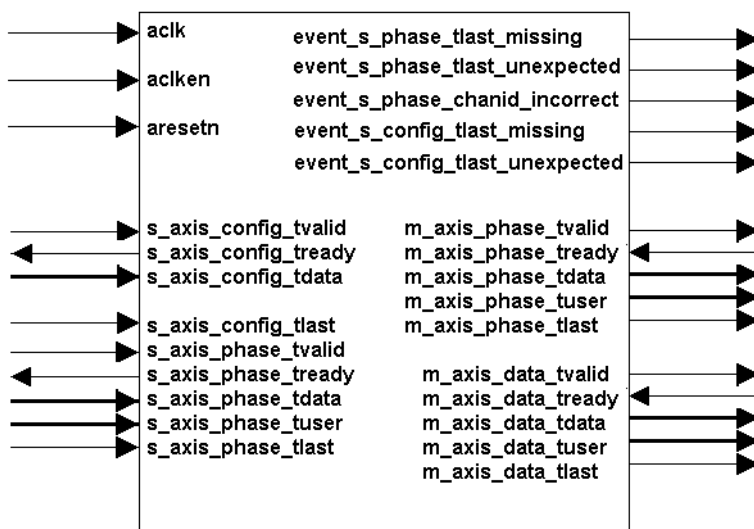 aclk
aclken
aresetn
event_s_phase_tlast_missing
event_s_phase_tlast_unexpected
event_s_phase_chanid_incorrect
event_s_config_tlast_missing
event_s_config_tlast_unexpected
s_axis_config_tvalid
s_axis_config_tready
s_axis_config_tdata
s_axis_config_tlast
s_axis_phase_tvalid
s_axis_phase_tready
s_axis_phase_tdata
s_axis_phase_tuser
s_axis_phase_tlast
m_axis_phase_tvalid
m_axis_phase_tready
m_axis_phase_tdata
m_axis_phase_tuser
m_axis_phase_tlast
m_axis_data_tvalid
m_axis_data_tready
m_axis_data_tdata
m_axis_data_tuser
m_axis_data_tlast